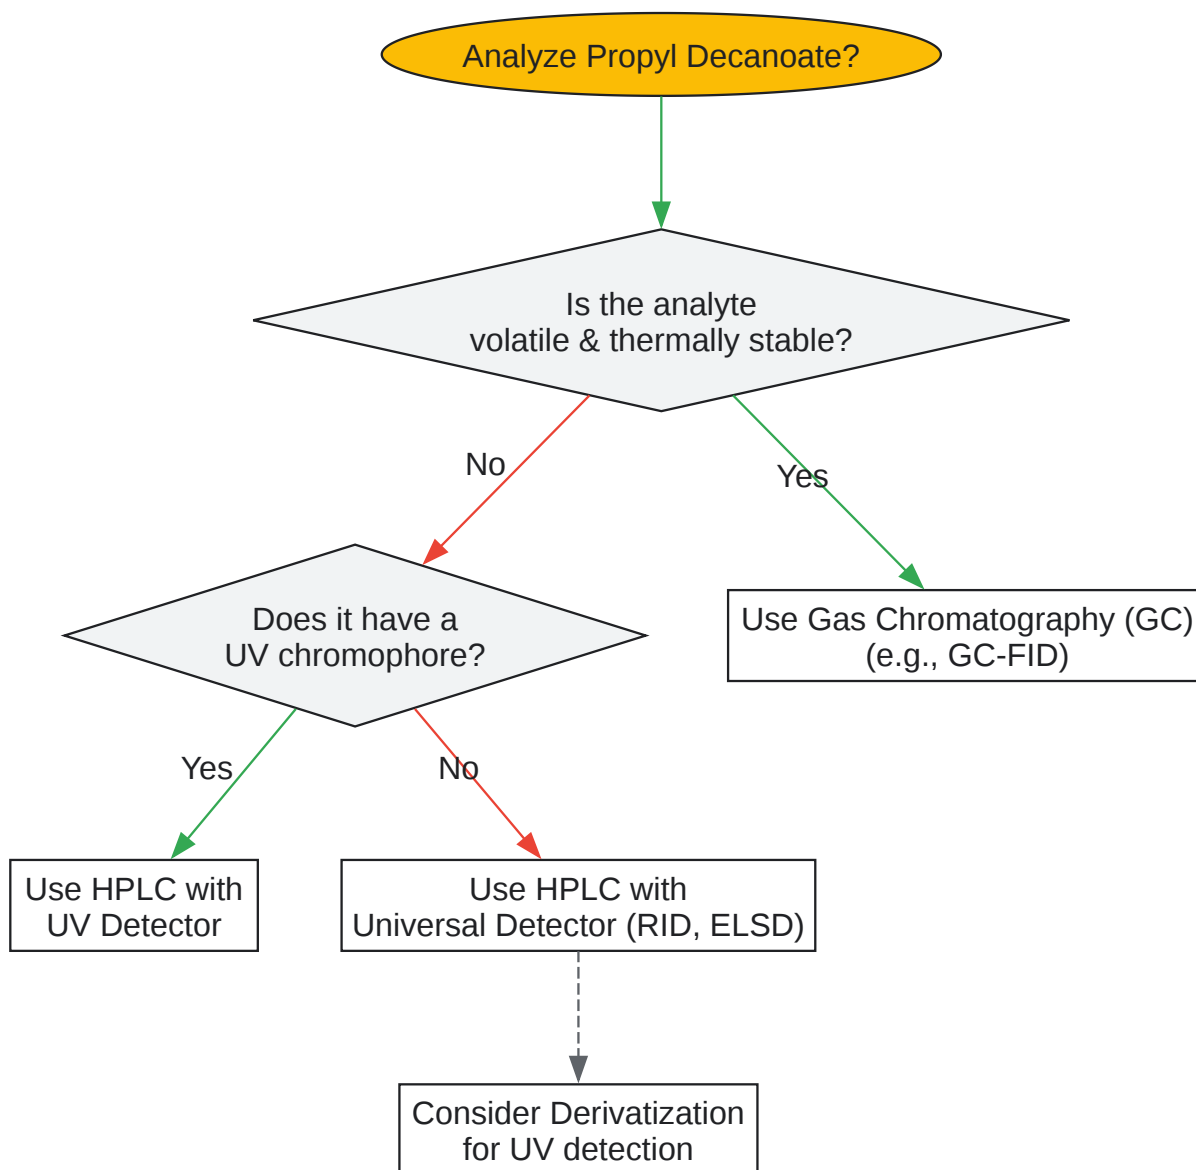 Analyze Propyl Decanoate?
Is the analyte
volatile & thermally stable?
No
Yes
Does it have a
UV chromophore?
Use Gas Chromatography (GC)
(e.g., GC-FID)
Yes
No
Use HPLC with
UV Detector
Use HPLC with
Universal Detector (RID, ELSD)
Consider Derivatization
for UV detection